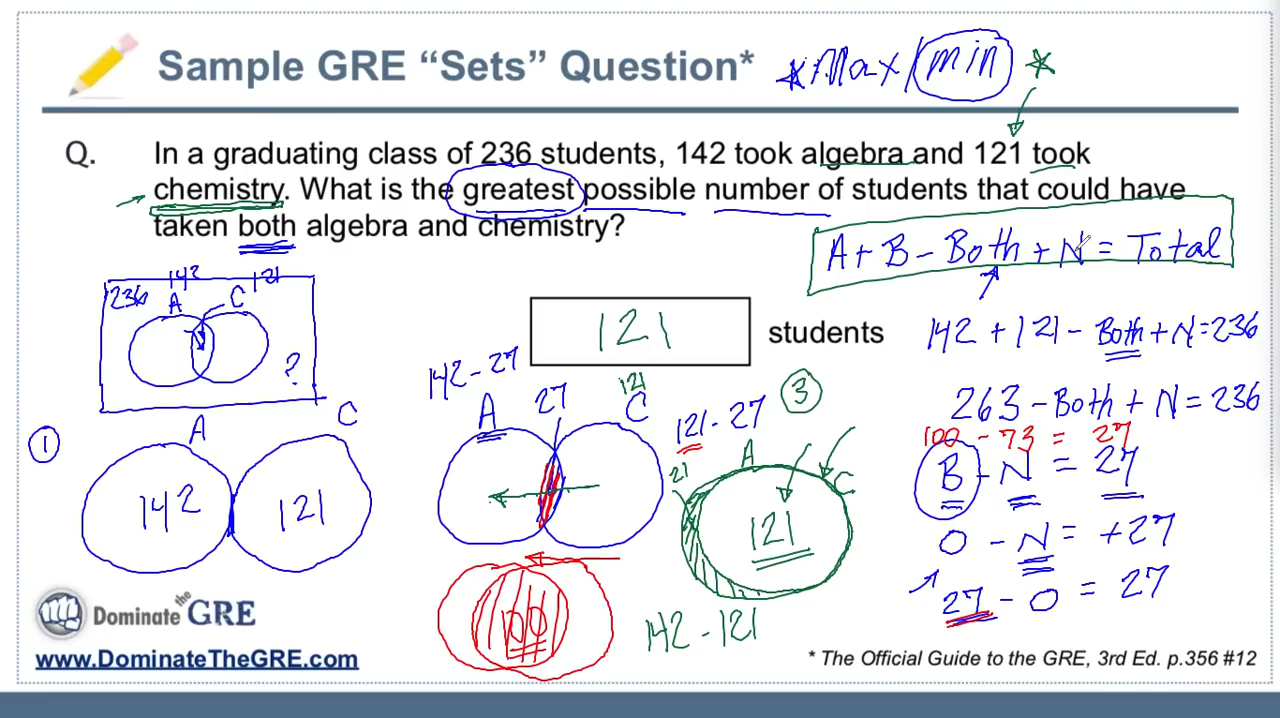 Sample GRE “Sets” Question*
*Max/min *
Q. In a graduating class of 236 students, 142 took algebra and 121 took
chemistry. What is the greatest possible number of students that could have
taken both algebra and chemistry?
A + B - Both + N = Total
142 121
236 A C
?
121
students
142 + 121 - Both + N = 236
263 - Both + N = 236
100 - 73 = 27
B - N = 27
0 - N = +27
27 - 0 = 27
1
A C
142 121
142 - 27
A 27 121
C
121 - 27
3
21 A C
121
100
142 - 121
Dominate the GRE
www.DominateTheGRE.com
* The Official Guide to the GRE, 3rd Ed. p.356 #12